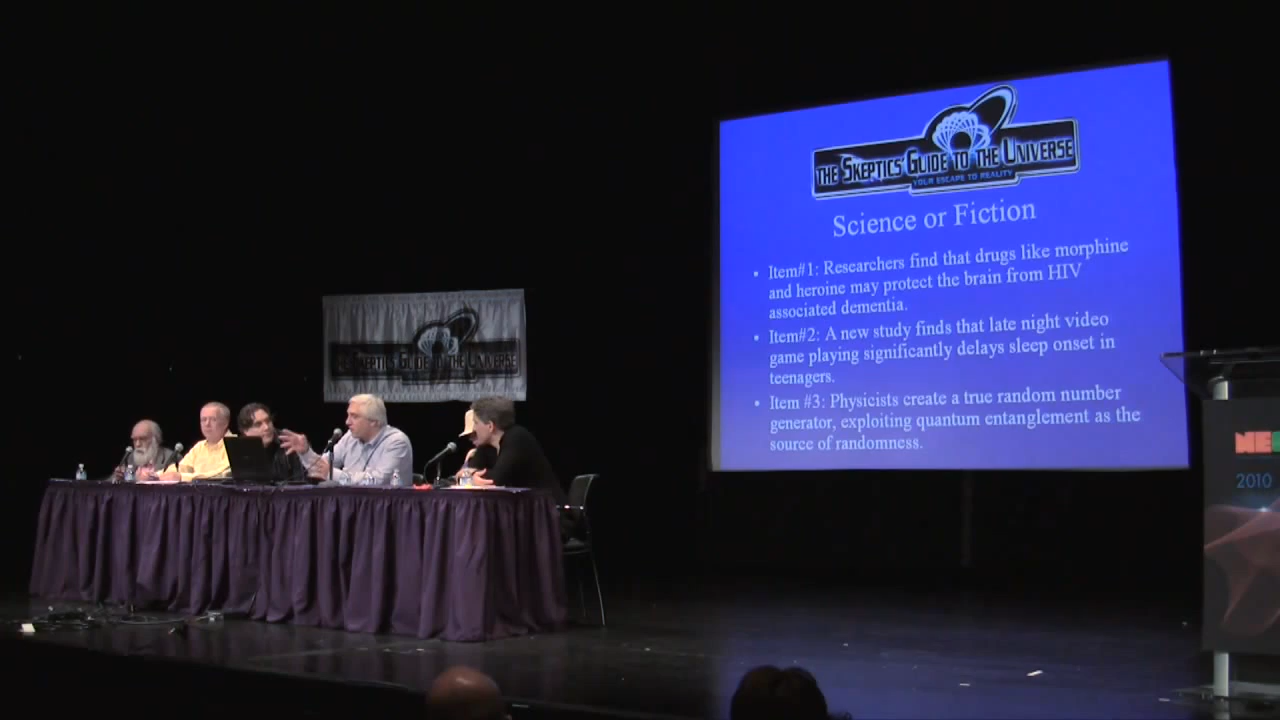 THE SKEPTICS' GUIDE TO THE UNIVERSE
YOUR ESCAPE TO REALITY
Science or Fiction
• Item#1: Researchers find that drugs like morphine
and heroine may protect the brain from HIV
associated dementia.
• Item#2: A new study finds that late night video
game playing significantly delays sleep onset in
teenagers.
• Item #3: Physicists create a true random number
generator, exploiting quantum entanglement as the
source of randomness.
SKEPTICS GUIDE TO THE UNIVERSE
NE
2010